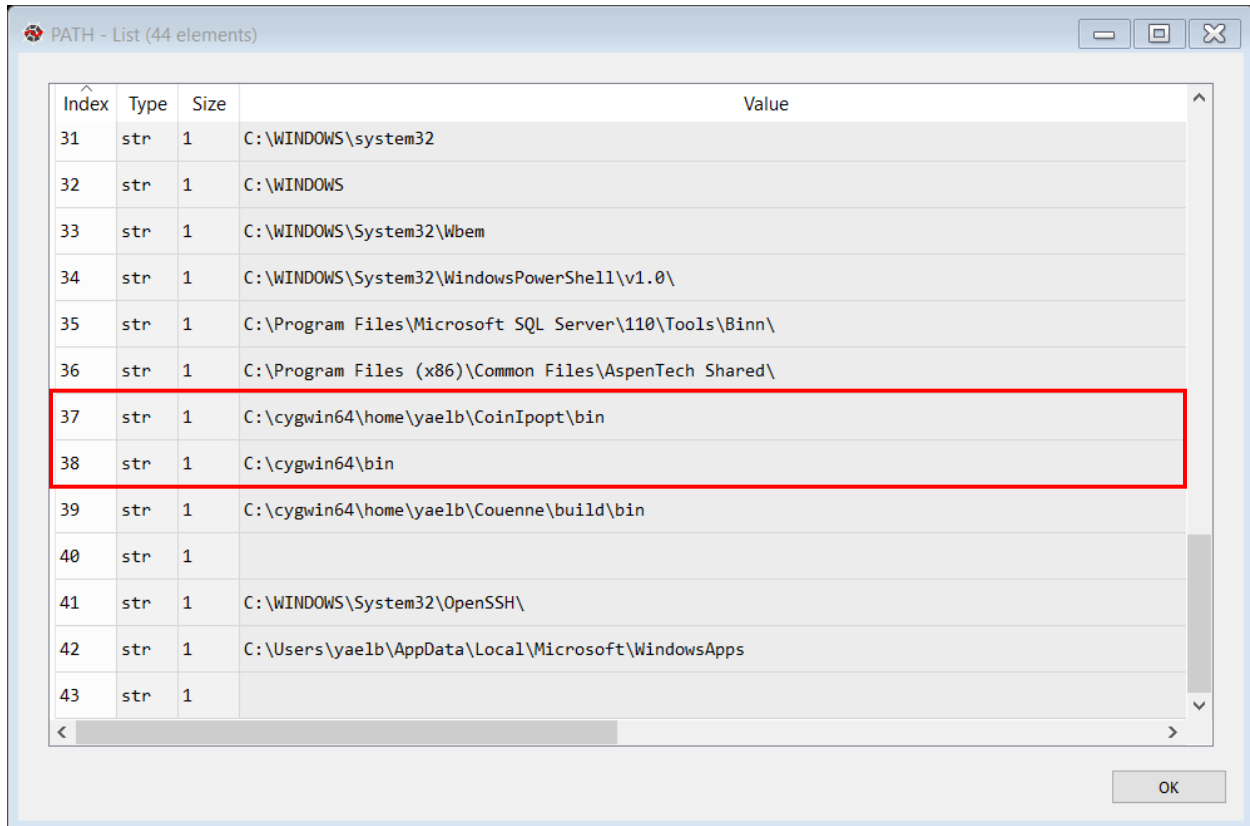 PATH - List (44 elements)
Index Type Size Value
31 str 1 C:\WINDOWS\system32
32 str 1 C:\WINDOWS
33 str 1 C:\WINDOWS\System32\Wbem
34 str 1 C:\WINDOWS\System32\WindowsPowerShell\v1.0\
35 str 1 C:\Program Files\Microsoft SQL Server\110\Tools\Binn\
36 str 1 C:\Program Files (x86)\Common Files\AspenTech Shared\
37 str 1 C:\cygwin64\home\yaelb\CoinIpopt\bin
38 str 1 C:\cygwin64\bin
39 str 1 C:\cygwin64\home\yaelb\Couenne\build\bin
40 str 1
41 str 1 C:\WINDOWS\System32\OpenSSH\
42 str 1 C:\Users\yaelb\AppData\Local\Microsoft\WindowsApps
43 str 1
OK